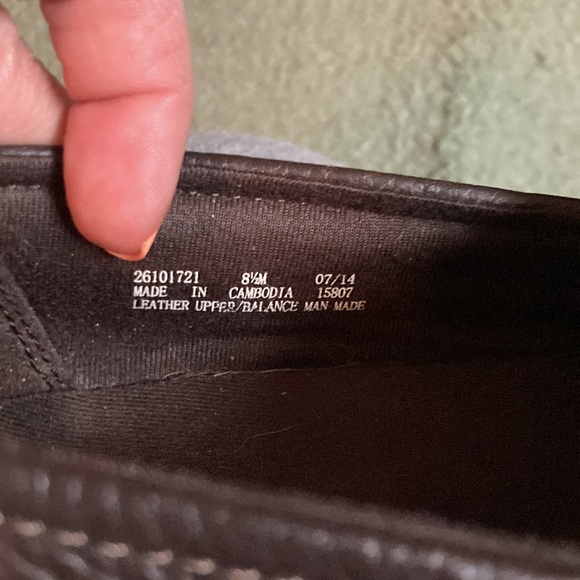 26101721 8½M 07/14
MADE IN CAMBODIA 15807
LEATHER UPPER/BALANCE MAN MADE